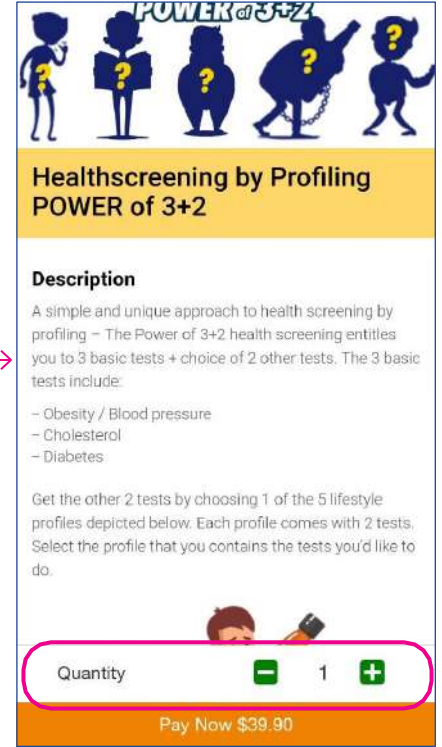 POWER of 3+2
? ? ? ? ?
Healthscreening by Profiling
POWER of 3+2
Description
A simple and unique approach to health screening by
profiling – The Power of 3+2 health screening entitles
you to 3 basic tests + choice of 2 other tests. The 3 basic
tests include:
– Obesity / Blood pressure
– Cholesterol
– Diabetes
Get the other 2 tests by choosing 1 of the 5 lifestyle
profiles depicted below. Each profile comes with 2 tests.
Select the profile that you contains the tests you'd like to
do.
Quantity 1
Pay Now $39.90